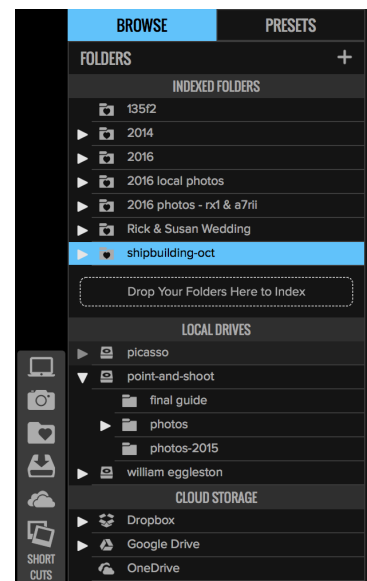 BROWSE
PRESETS
FOLDERS
INDEXED FOLDERS
135f2
2014
2016
2016 local photos
2016 photos - rx1 & a7rii
Rick & Susan Wedding
shipbuilding-oct
Drop Your Folders Here to Index
LOCAL DRIVES
picasso
point-and-shoot
final guide
photos
photos-2015
william eggleston
CLOUD STORAGE
Dropbox
Google Drive
OneDrive
SHORT
CUTS